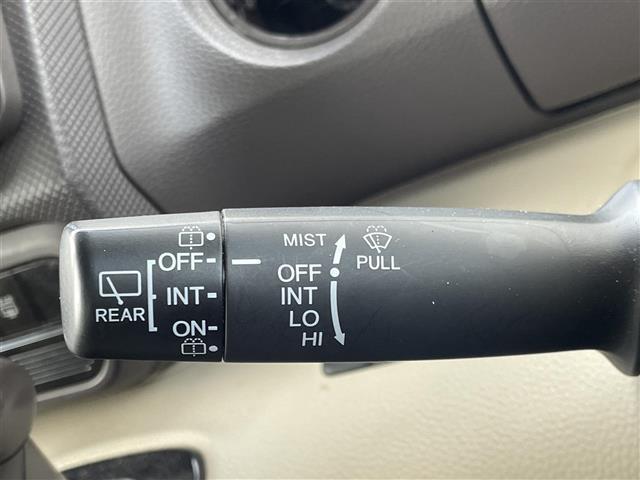 OFF
INT
ON
REAR
MIST
OFF
INT
LO
HI
PULL